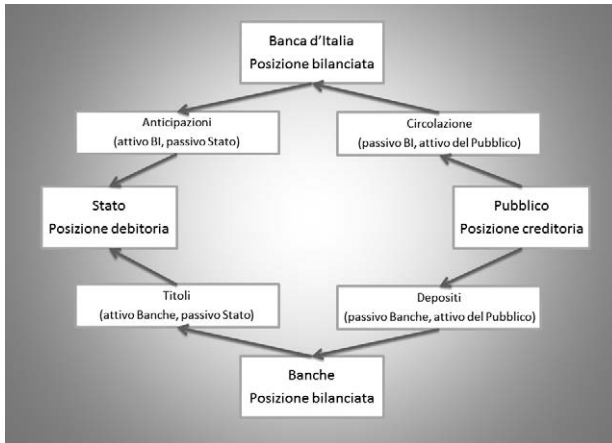 Banca d'Italia
Posizione bilanciata
Anticipazioni
(attivo BI, passivo Stato)
Circolazione
(passivo BI, attivo del Pubblico)
Stato
Posizione debitoria
Pubblico
Posizione creditoria
Titoli
(attivo Banche, passivo Stato)
Depositi
(passivo Banche, attivo del Pubblico)
Banche
Posizione bilanciata